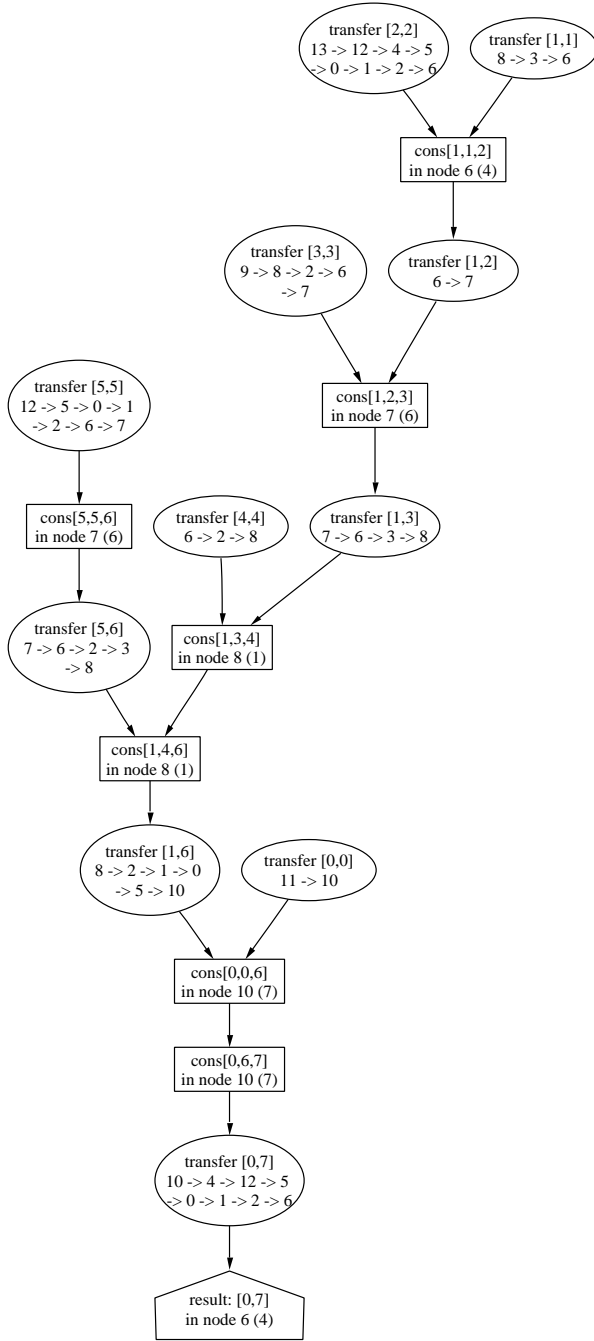 transfer [2,2]
13 -> 12 -> 4 -> 5
-> 0 -> 1 -> 2 -> 6
transfer [1,1]
8 -> 3 -> 6
cons[1,1,2]
in node 6 (4)
transfer [3,3]
9 -> 8 -> 2 -> 6
-> 7
transfer [1,2]
6 -> 7
transfer [5,5]
12 -> 5 -> 0 -> 1
-> 2 -> 6 -> 7
cons[1,2,3]
in node 7 (6)
cons[5,5,6]
in node 7 (6)
transfer [4,4]
6 -> 2 -> 8
transfer [1,3]
7 -> 6 -> 3 -> 8
transfer [5,6]
7 -> 6 -> 2 -> 3
-> 8
cons[1,3,4]
in node 8 (1)
cons[1,4,6]
in node 8 (1)
transfer [1,6]
8 -> 2 -> 1 -> 0
-> 5 -> 10
transfer [0,0]
11 -> 10
cons[0,0,6]
in node 10 (7)
cons[0,6,7]
in node 10 (7)
transfer [0,7]
10 -> 4 -> 12 -> 5
-> 0 -> 1 -> 2 -> 6
result: [0,7]
in node 6 (4)